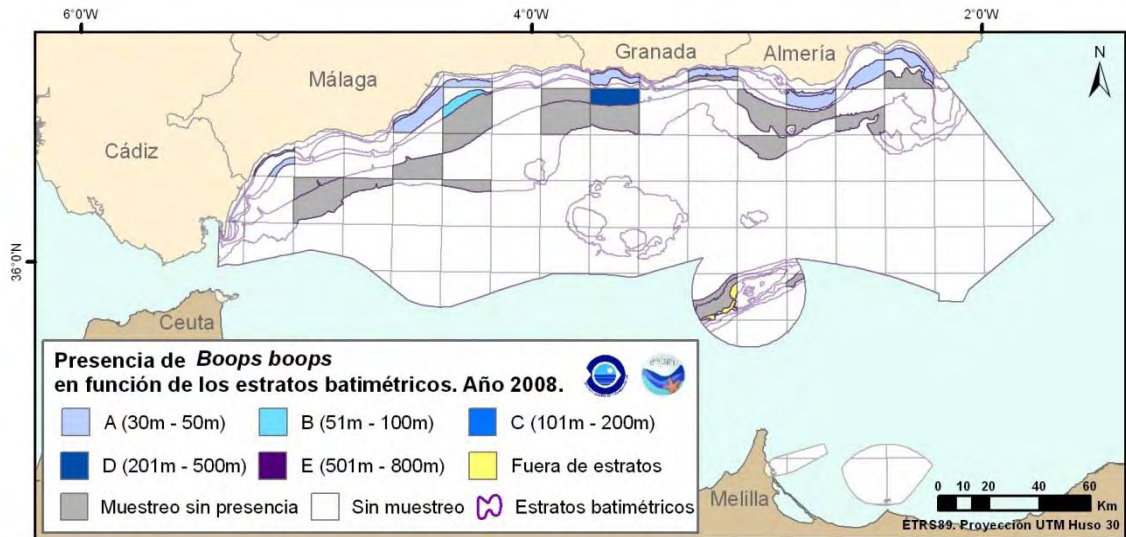 6°0'O 4°0'O 2°0'O
Granada Almería
N
Málaga
Cádiz
36°0'N
Ceuta
Presencia de Boops boops
en función de los estratos batimétricos. Año 2008.
A (30m - 50m) B (51m - 100m) C (101m - 200m)
D (201m - 500m) E (501m - 800m) Fuera de estratos
Muestreo sin presencia Sin muestreo Estratos batimétricos
Melilla
0 10 20 40 60
Km
ETRS89. Proyección UTM Huso 30